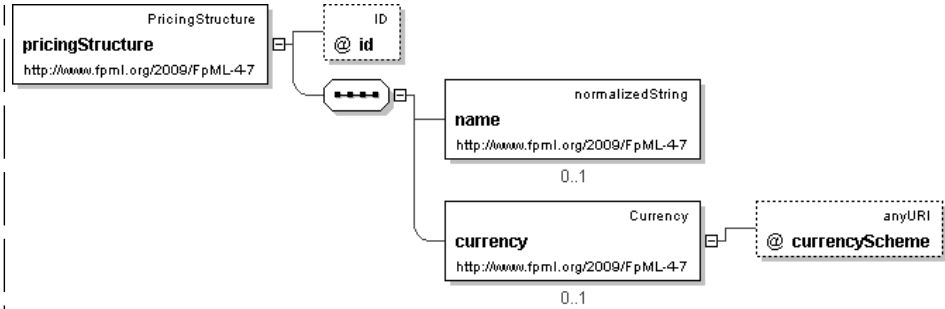 PricingStructure
pricingStructure
http://www.fpml.org/2009/FpML-4-7
ID
@ id
normalizedString
name
http://www.fpml.org/2009/FpML-4-7
0..1
Currency
currency
http://www.fpml.org/2009/FpML-4-7
0..1
anyURI
@ currencyScheme